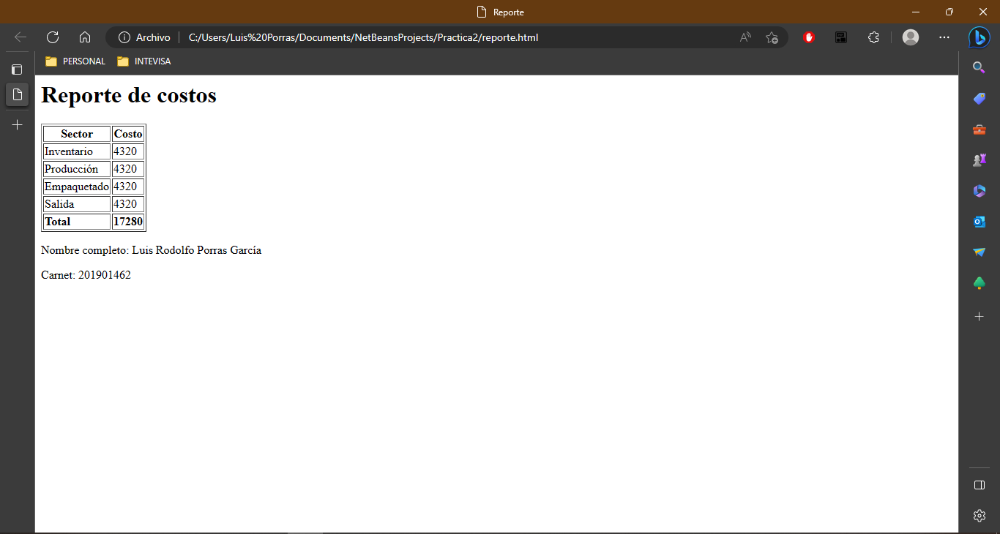 Reporte
Archivo C:/Users/Luis%20Porras/Documents/NetBeansProjects/Practica2/reporte.html
PERSONAL INTEVISA
Reporte de costos
Sector Costo
Inventario 4320
Producción 4320
Empaquetado 4320
Salida 4320
Total 17280
Nombre completo: Luis Rodolfo Porras García
Carnet: 201901462